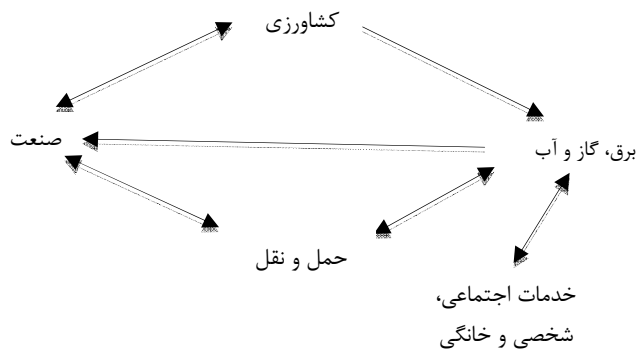 کشاورزی
صنعت
برق، گاز و آب
حمل و نقل
خدمات اجتماعی،
شخصی و خانگی